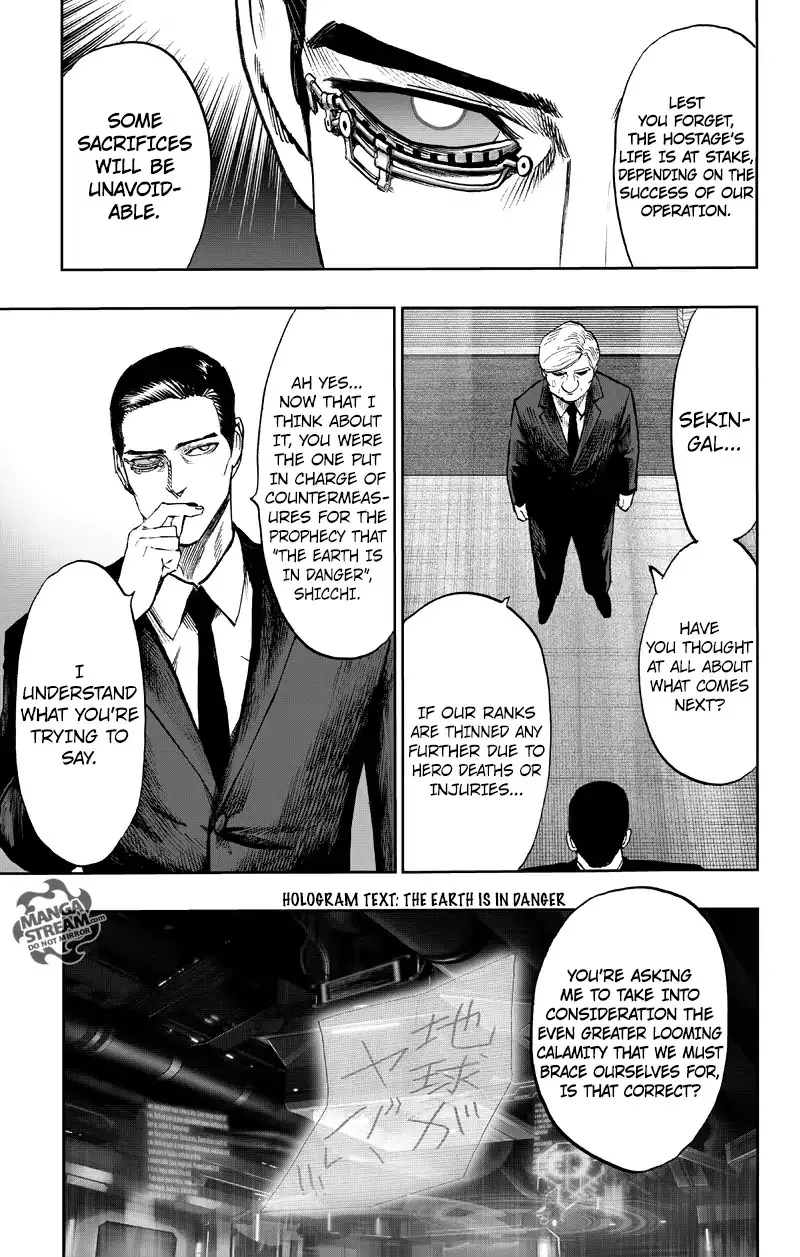 LEST
YOU FORGET,
THE HOSTAGE'S
LIFE IS AT STAKE,
DEPENDING ON THE
SUCCESS OF OUR
OPERATION.
SOME
SACRIFICES
WILL BE
UNAVOID-
ABLE.
SEKIN-
GAL...
HAVE
YOU THOUGHT
AT ALL ABOUT
WHAT COMES
NEXT?
IF OUR RANKS
ARE THINNED ANY
FURTHER DUE TO
HERO DEATHS OR
INJURIES...
AH YES...
NOW THAT I
THINK ABOUT
IT, YOU WERE
THE ONE PUT
IN CHARGE OF
COUNTERMEAS-
URES FOR THE
PROPHECY THAT
"THE EARTH IS
IN DANGER",
SHICCHI.
I
UNDERSTAND
WHAT YOU'RE
TRYING TO
SAY.
HOLOGRAM TEXT: THE EARTH IS IN DANGER
MANGA
STREAM.
DO NOT MIRROR
YOU'RE ASKING
ME TO TAKE INTO
CONSIDERATION THE
EVEN GREATER LOOMING
CALAMITY THAT WE MUST
BRACE OURSELVES FOR,
IS THAT CORRECT?
地球が
ヤバい